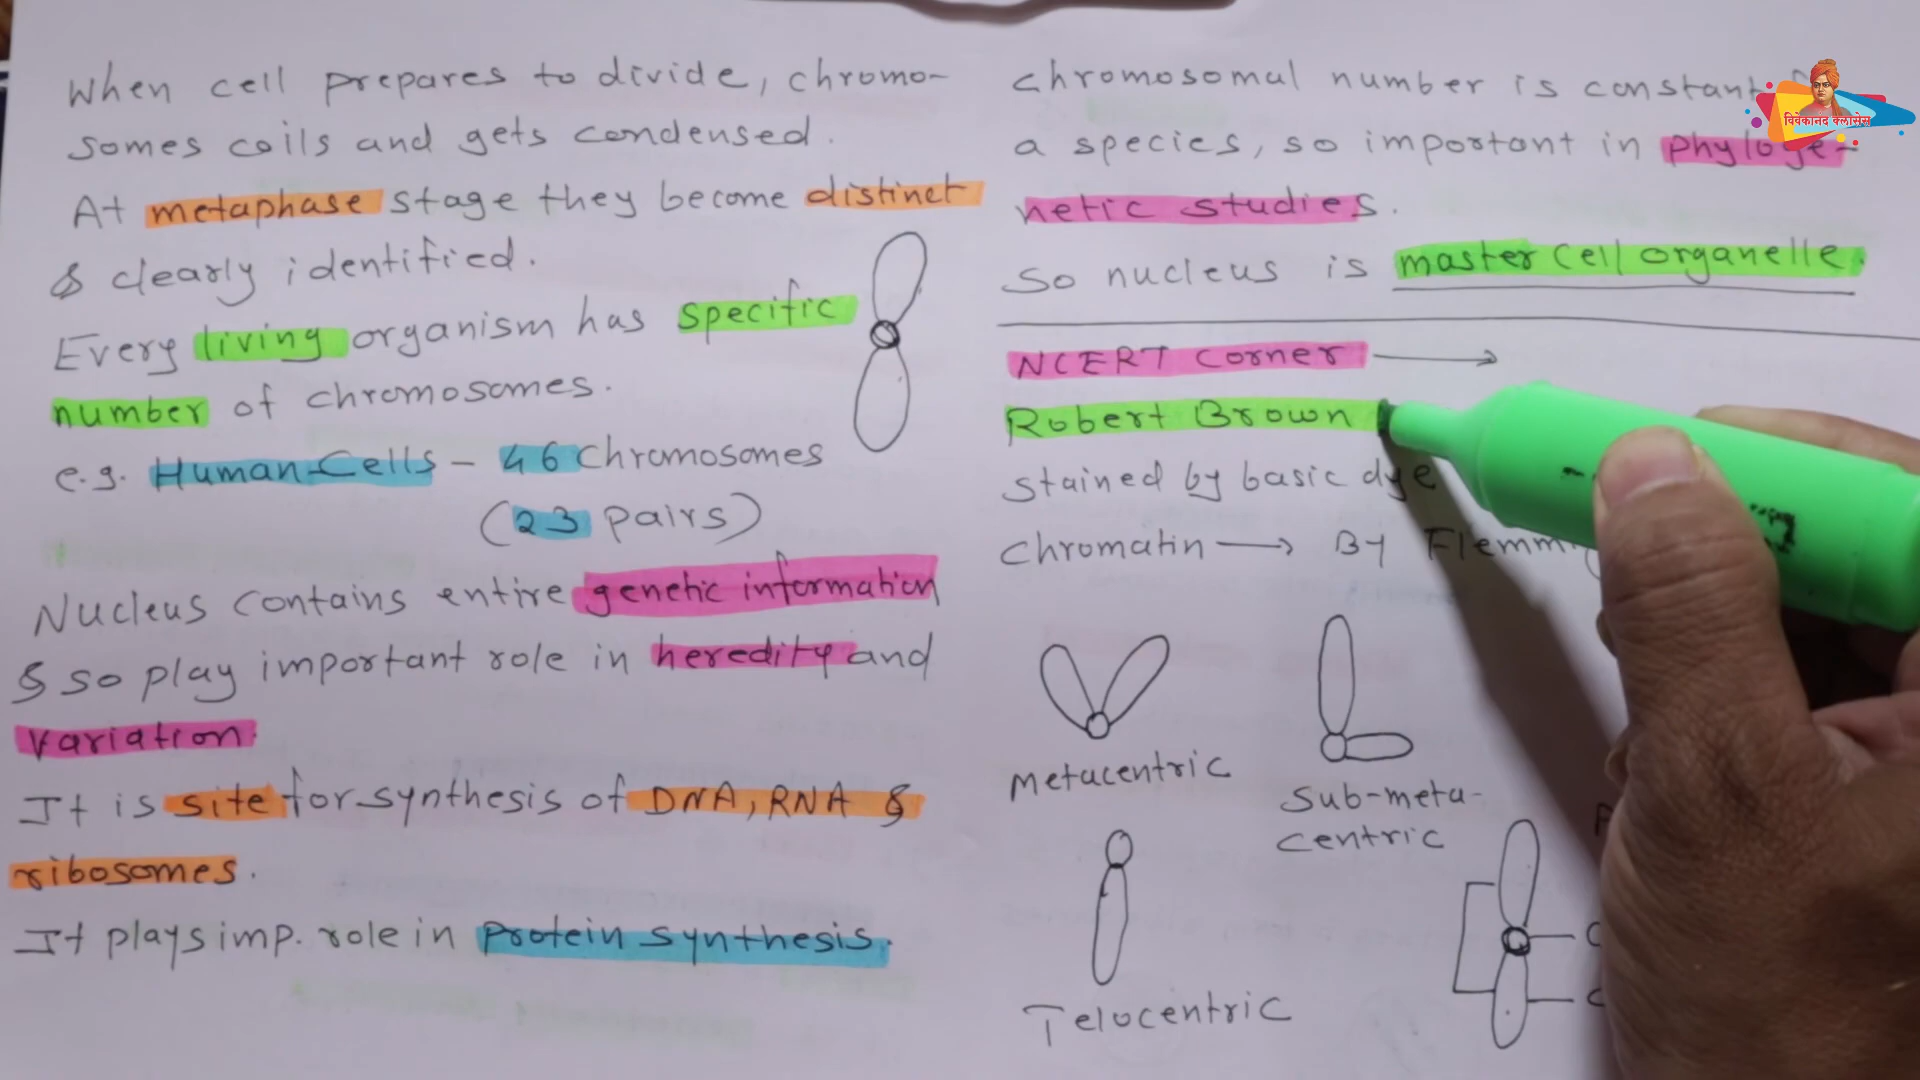 When cell prepares to divide, chromo-
somes coils and gets condensed.
At metaphase stage they become distinct
& clearly identified.
Every living organism has specific
number of chromosomes.
e.g. Human Cells - 46 Chromosomes
(23 pairs)
Nucleus contains entire genetic information
& so play important role in heredity and
variation.
It is site for synthesis of DNA, RNA &
ribosomes.
It plays imp. role in protein synthesis.
chromosomal number is constant
a species, so important in phyloge-
netic studies.
So nucleus is master cell organelle.
NCERT Corner
Robert Brown
stained by basic dye
chromatin → By Flemm
Metacentric
Sub-meta-
centric
Telocentric
विवेकानंद क्लासेस